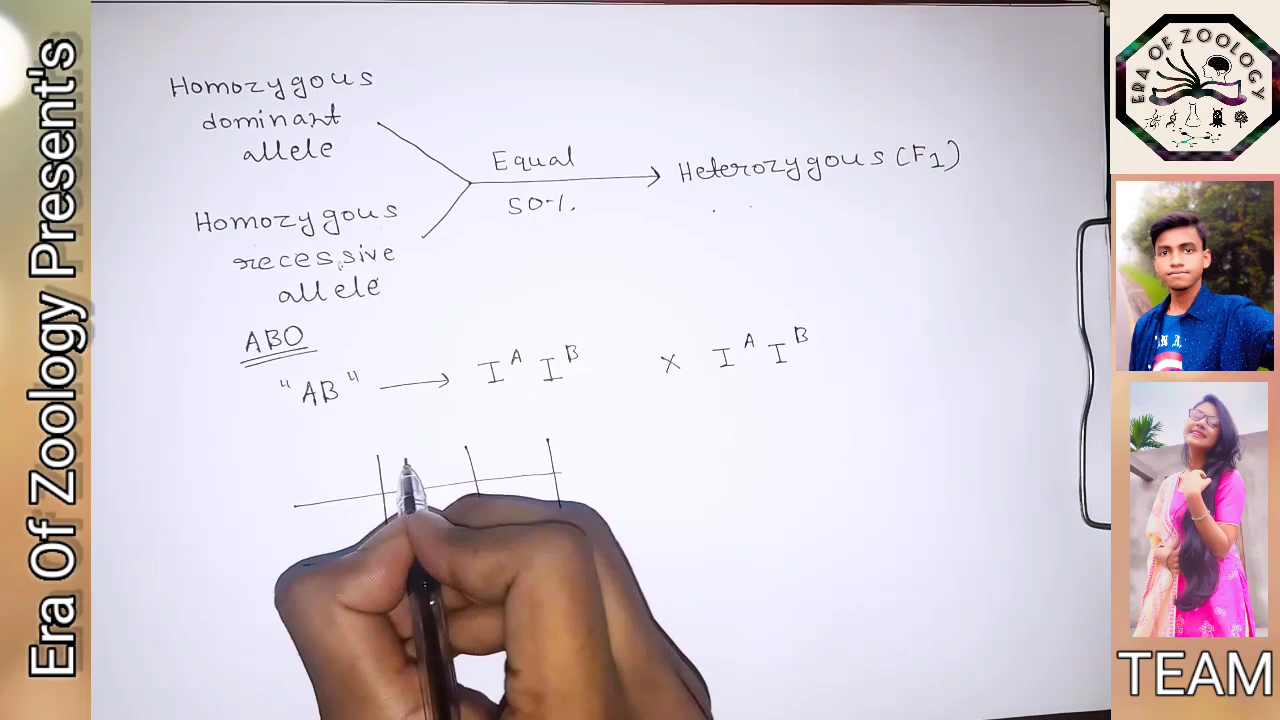 Era Of Zoology Present's
Homozygous
dominant
allele
Equal
50%
Heterozygous (F1)
Homozygous
recessive
allele
ABO
"AB" → I^A I^B × I^A I^B
ERA OF ZOOLOGY
TEAM